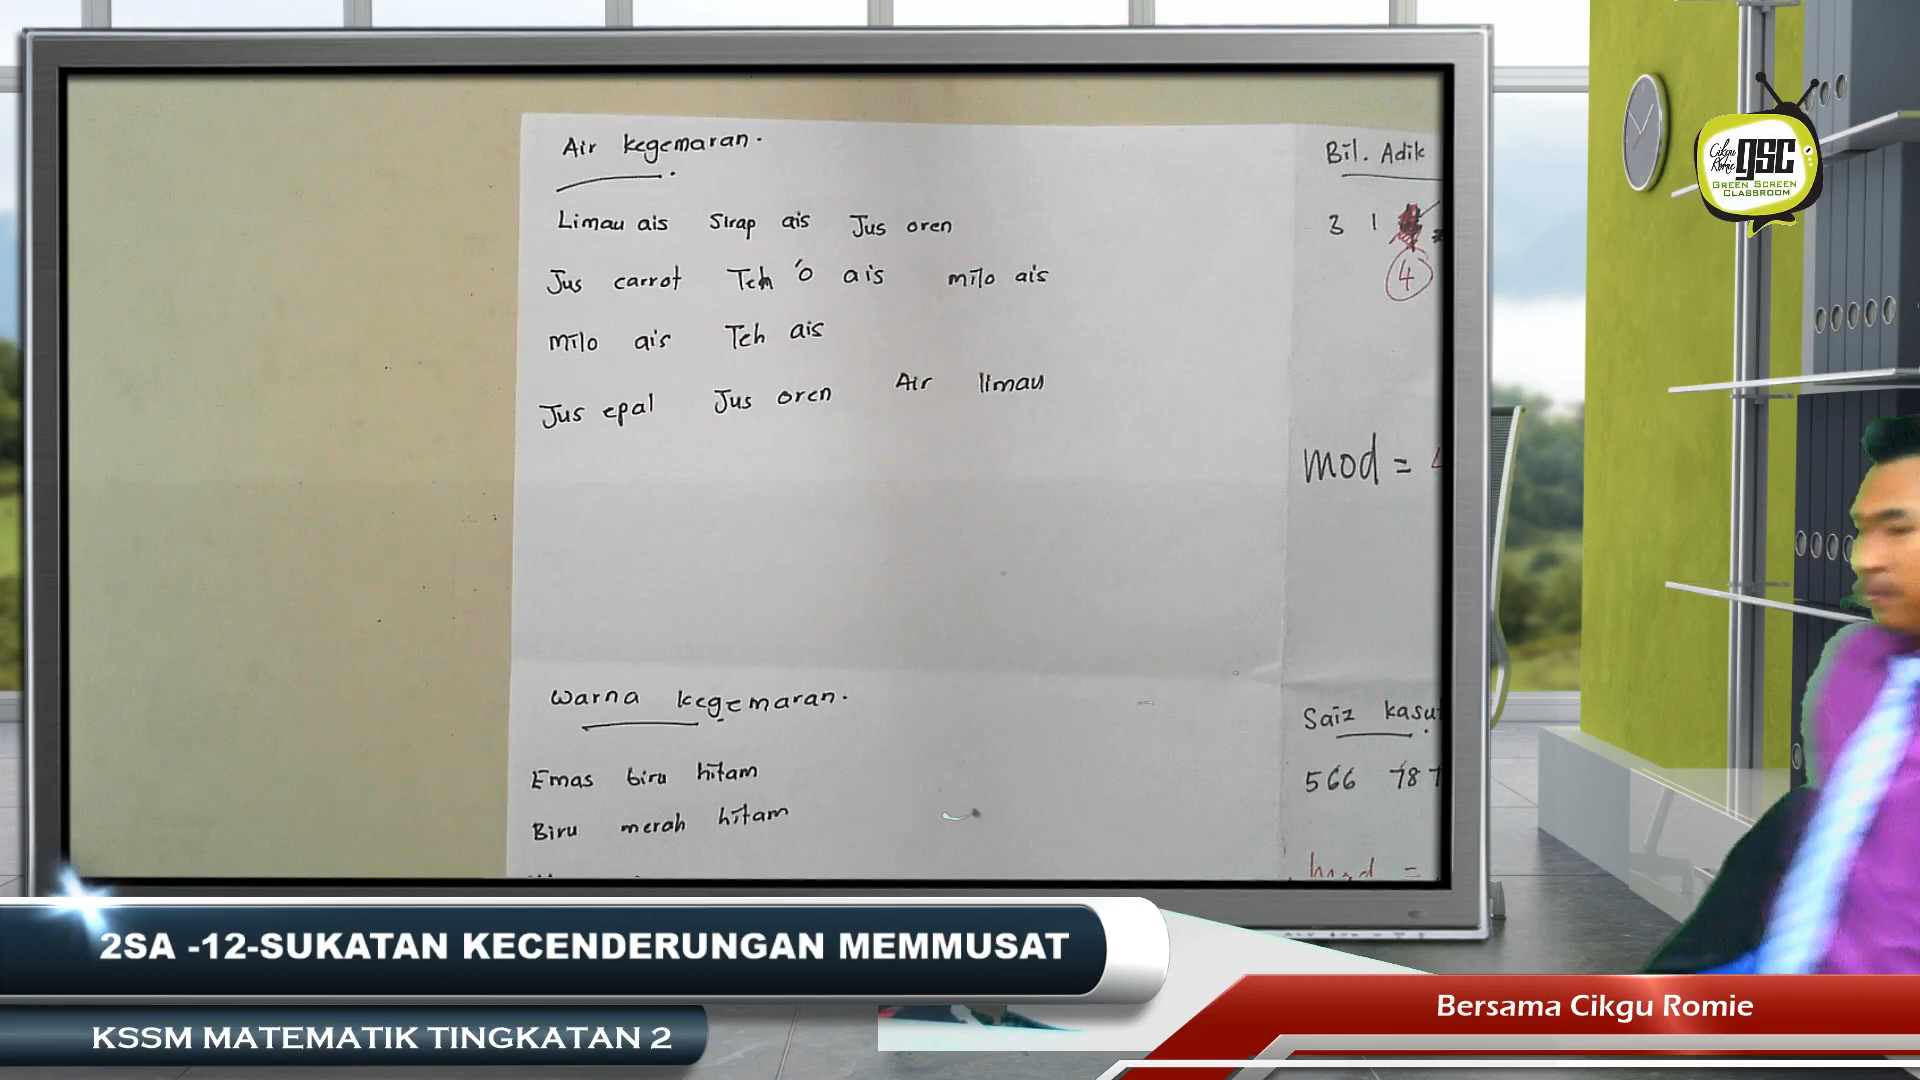 Air kegemaran.
Limau ais Sirap ais Jus oren
Jus carrot Teh 'O ais milo ais
milo ais Teh ais
Jus epal Jus oren Air limau
Warna kegemaran.
Emas biru hitam
Biru merah hitam
Bil. Adik
3 1
4
mod =
Saiz
566 787
mod =
Cikgu Romie GSC
GREEN SCREEN
CLASSROOM
2SA -12-SUKATAN KECENDERUNGAN MEMMUSAT
KSSM MATEMATIK TINGKATAN 2
Bersama Cikgu Romie